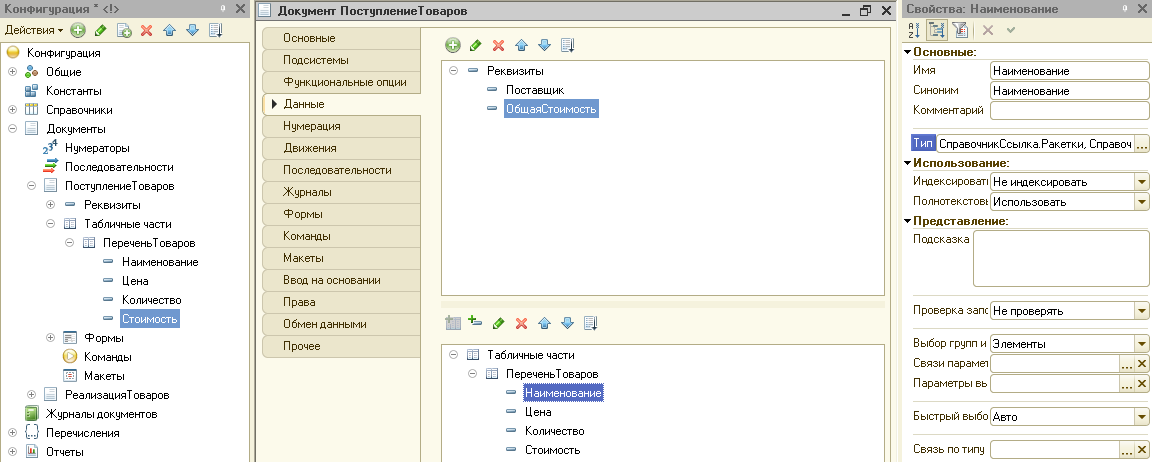 Конфигурация * <!>
Действия
Конфигурация
Общие
Константы
Справочники
Документы
Нумераторы
Последовательности
ПоступлениеТоваров
Реквизиты
Табличные части
ПереченьТоваров
Наименование
Цена
Количество
Стоимость
Формы
Команды
Макеты
РеализацияТоваров
Журналы документов
Перечисления
Отчеты
Документ ПоступлениеТоваров
Основные
Подсистемы
Функциональные опции
Данные
Нумерация
Движения
Последовательности
Журналы
Формы
Команды
Макеты
Ввод на основании
Права
Обмен данными
Прочее
Реквизиты
Поставщик
ОбщаяСтоимость
Табличные части
ПереченьТоваров
Наименование
Цена
Количество
Стоимость
Свойства: Наименование
Основные:
Имя Наименование
Синоним Наименование
Комментарий
Тип СправочникСсылка.Ракетки, Справоч ...
Использование:
Индексироват Не индексировать
Полнотекстов Использовать
Представление:
Подсказка
Проверка запо Не проверять
Выбор групп и Элементы
Связи парамет ...
Параметры вы ...
Быстрый выбо Авто
Связь по типу ...